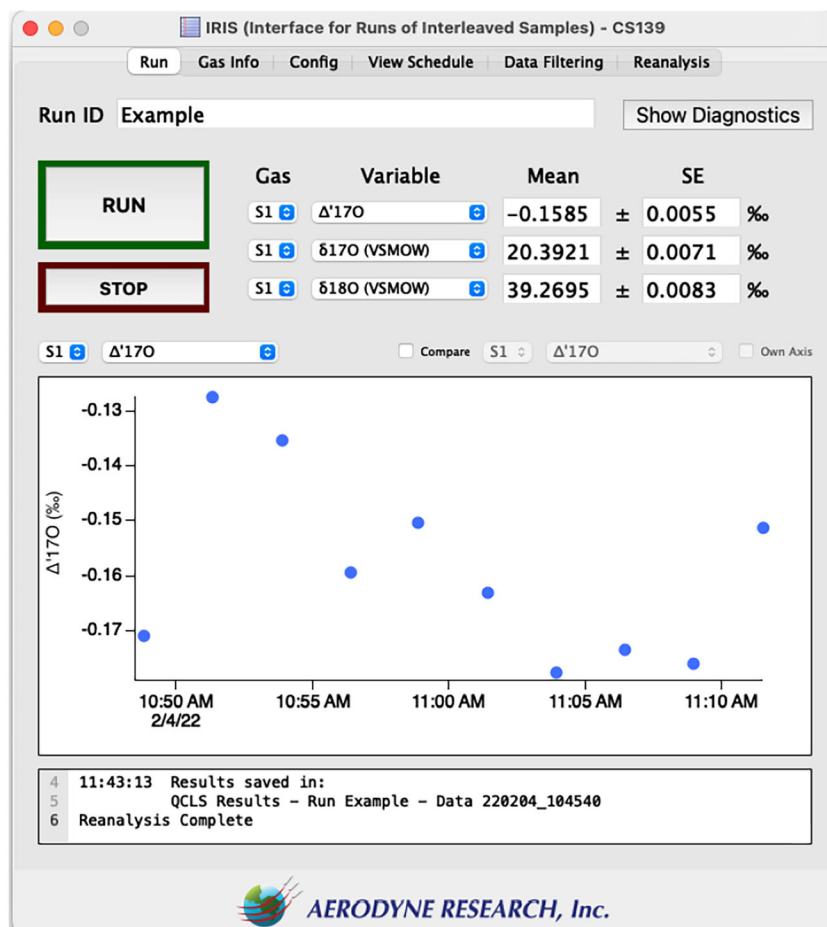 IRIS (Interface for Runs of Interleaved Samples) - CS139
Run Gas Info Config View Schedule Data Filtering Reanalysis
Run ID Example Show Diagnostics
Gas Variable Mean SE
RUN
S1 Δ'17O -0.1585 ± 0.0055 ‰
S1 δ17O (VSMOW) 20.3921 ± 0.0071 ‰
STOP
S1 δ18O (VSMOW) 39.2695 ± 0.0083 ‰
S1 Δ'17O Compare S1 Δ'17O Own Axis
-0.13
-0.14
-0.15
-0.16
-0.17
Δ'17O (‰)
10:50 AM 10:55 AM 11:00 AM 11:05 AM 11:10 AM
2/4/22
4 11:43:13 Results saved in:
5 QCLS Results - Run Example - Data 220204_104540
6 Reanalysis Complete
AERODYNE RESEARCH, Inc.